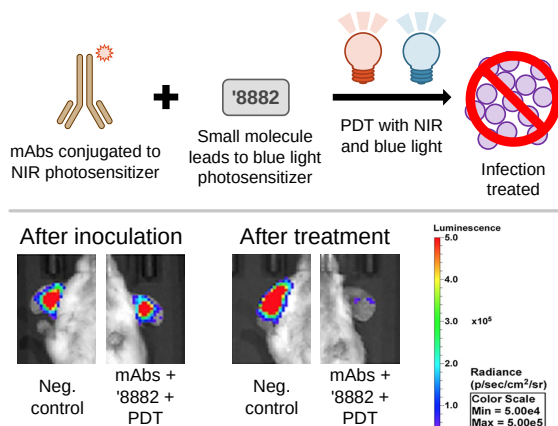 '8882
mAbs conjugated to
NIR photosensitizer
Small molecule
leads to blue light
photosensitizer
PDT with NIR
and blue light
Infection
treated
After inoculation
After treatment
Neg.
control
mAbs +
'8882 +
PDT
Neg.
control
mAbs +
'8882 +
PDT
Luminescence
5.0
4.0
3.0
x10⁵
2.0
1.0
Radiance
(p/sec/cm²/sr)
Color Scale
Min = 5.00e4
Max = 5.00e5